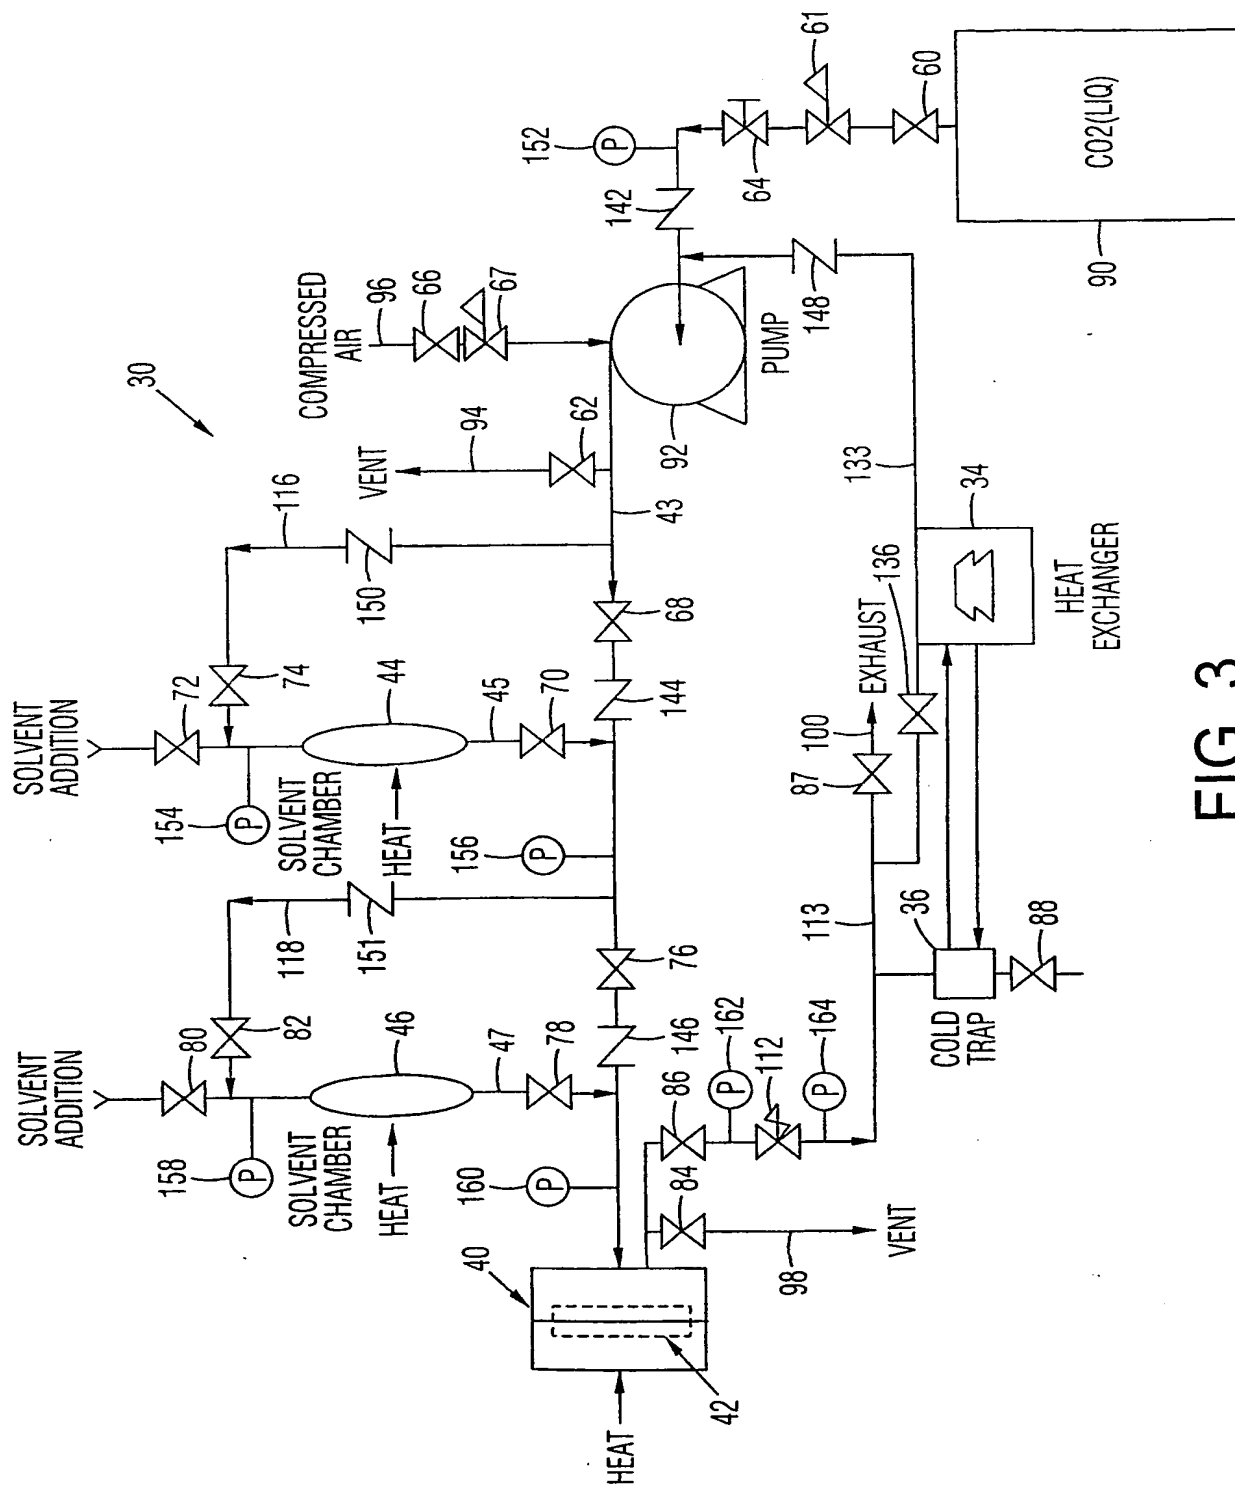 30
SOLVENT
ADDITION
80
82
158
P
SOLVENT
CHAMBER
46
HEAT
47
78
118
151
SOLVENT
ADDITION
72
74
154
P
SOLVENT
CHAMBER
44
HEAT
45
70
116
150
VENT
94
62
COMPRESSED
AIR
96
66
67
152
P
142
64
61
60
CO2(LIQ)
90
148
PUMP
92
43
68
144
156
P
76
146
160
P
40
42
HEAT
84
98
VENT
86
162
P
112
164
P
113
36
COLD
TRAP
88
87
100
EXHAUST
136
133
34
HEAT
EXCHANGER
FIG. 3